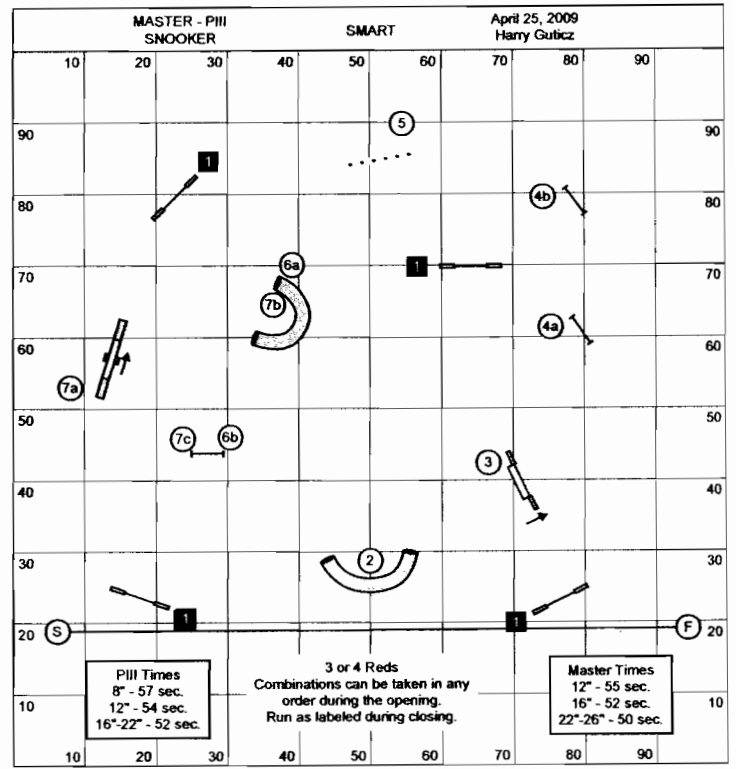 MASTER - PIII
SNOOKER
SMART
April 25, 2009
Harry Guticz
10 20 30 40 50 60 70 80 90
90 5 90
1
80 4b 80
6a
70 1 70
7b
4a
60 60
7a
50 50
7c 6b
3
40 40
30 2 30
1 1
S F
20 20
PIII Times
8" - 57 sec.
12" - 54 sec.
16"-22" - 52 sec.
3 or 4 Reds
Combinations can be taken in any
order during the opening.
Run as labeled during closing.
Master Times
12" - 55 sec.
16" - 52 sec.
22"-26" - 50 sec.
10 10
10 20 30 40 50 60 70 80 90